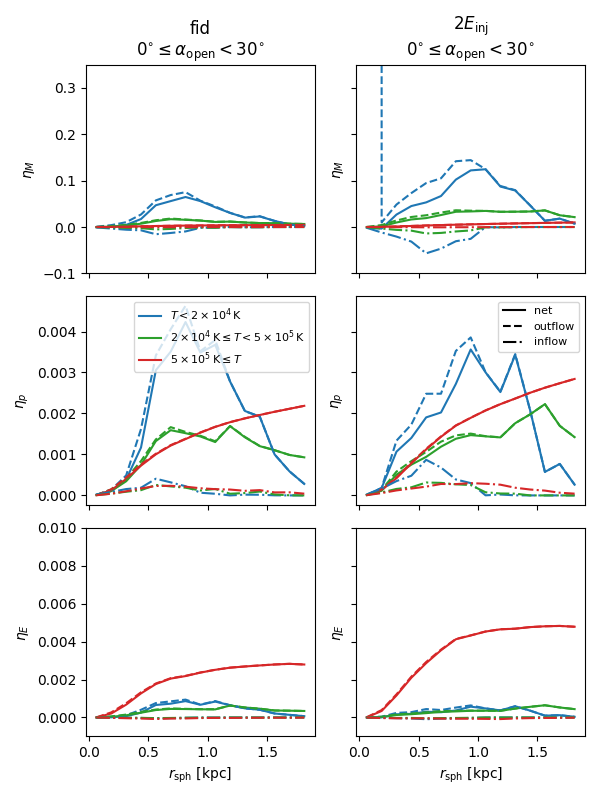 fid
0° ≤ α_open < 30°
2E_inj
0° ≤ α_open < 30°
η_M
0.3
0.2
0.1
0.0
−0.1
η_M
η_p
0.004
0.003
0.002
0.001
0.000
T < 2 × 10⁴ K
2 × 10⁴ K ≤ T < 5 × 10⁵ K
5 × 10⁵ K ≤ T
η_p
net
outflow
inflow
η_E
0.010
0.008
0.006
0.004
0.002
0.000
η_E
0.0 0.5 1.0 1.5
r_sph [kpc]
0.0 0.5 1.0 1.5
r_sph [kpc]